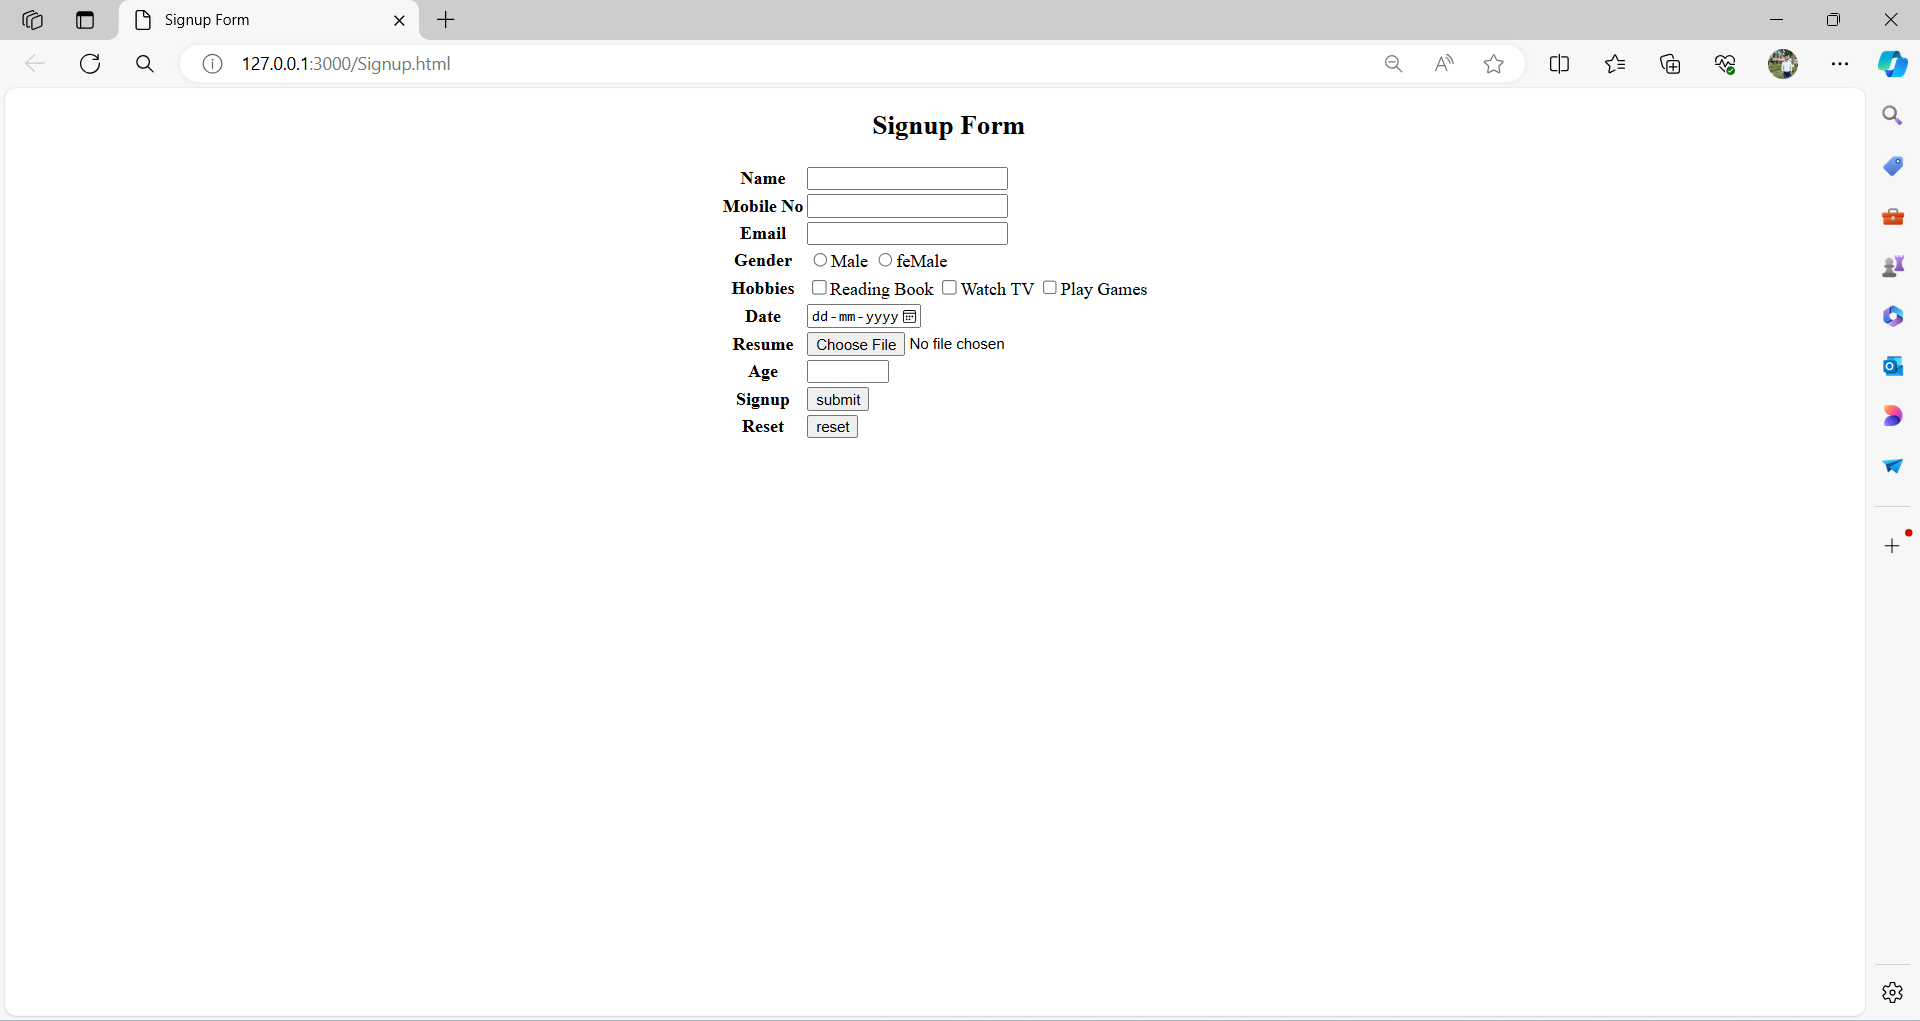 Signup Form
127.0.0.1:3000/Signup.html
Signup Form
Name
Mobile No
Email
Gender Male feMale
Hobbies Reading Book Watch TV Play Games
Date dd-mm-yyyy
Resume Choose File No file chosen
Age
Signup submit
Reset reset